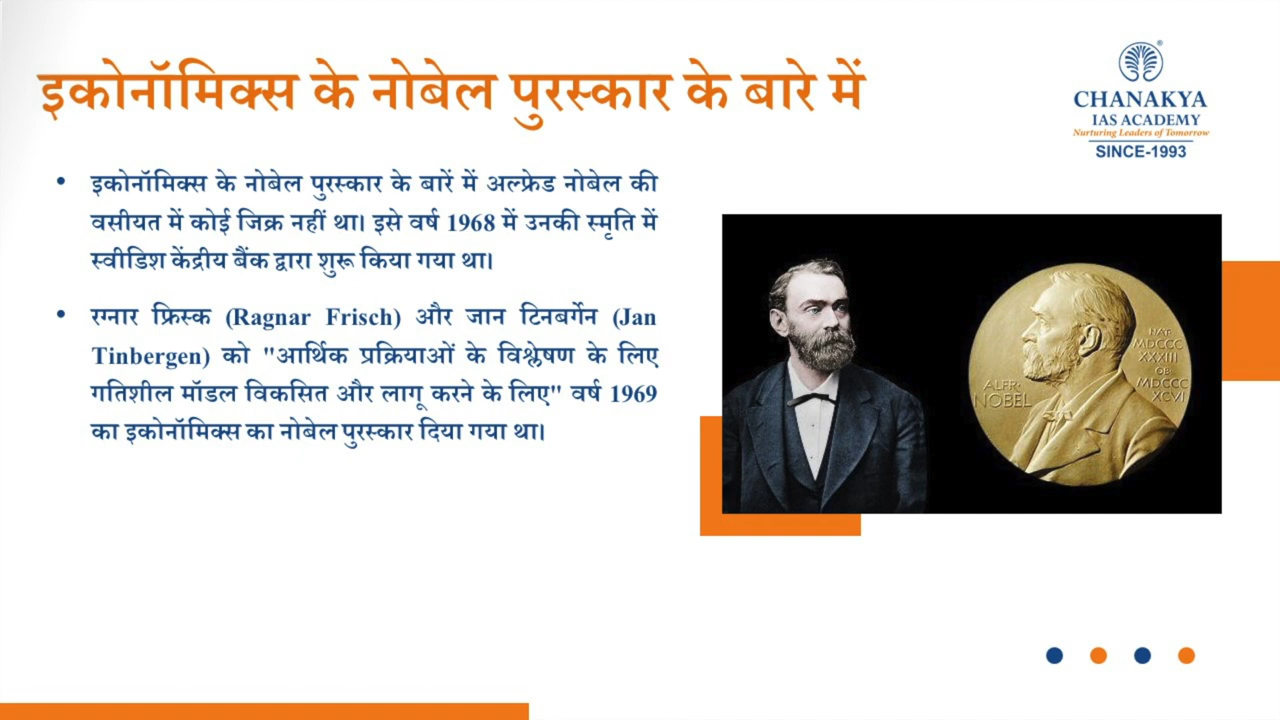 इकोनॉमिक्स के नोबेल पुरस्कार के बारे में
CHANAKYA
IAS ACADEMY
Nurturing Leaders of Tomorrow
SINCE-1993
• इकोनॉमिक्स के नोबेल पुरस्कार के बारें में अल्फ्रेड नोबेल की
वसीयत में कोई जिक्र नहीं था। इसे वर्ष 1968 में उनकी स्मृति में
स्वीडिश केंद्रीय बैंक द्वारा शुरू किया गया था।
• रग्नार फ्रिस्क (Ragnar Frisch) और जान टिनबर्गेन (Jan
Tinbergen) को "आर्थिक प्रक्रियाओं के विश्लेषण के लिए
गतिशील मॉडल विकसित और लागू करने के लिए" वर्ष 1969
का इकोनॉमिक्स का नोबेल पुरस्कार दिया गया था।
ALFR·
NOBEL
NAT·
MDCCC
XXXIII
OB·
MDCCC
XCVI